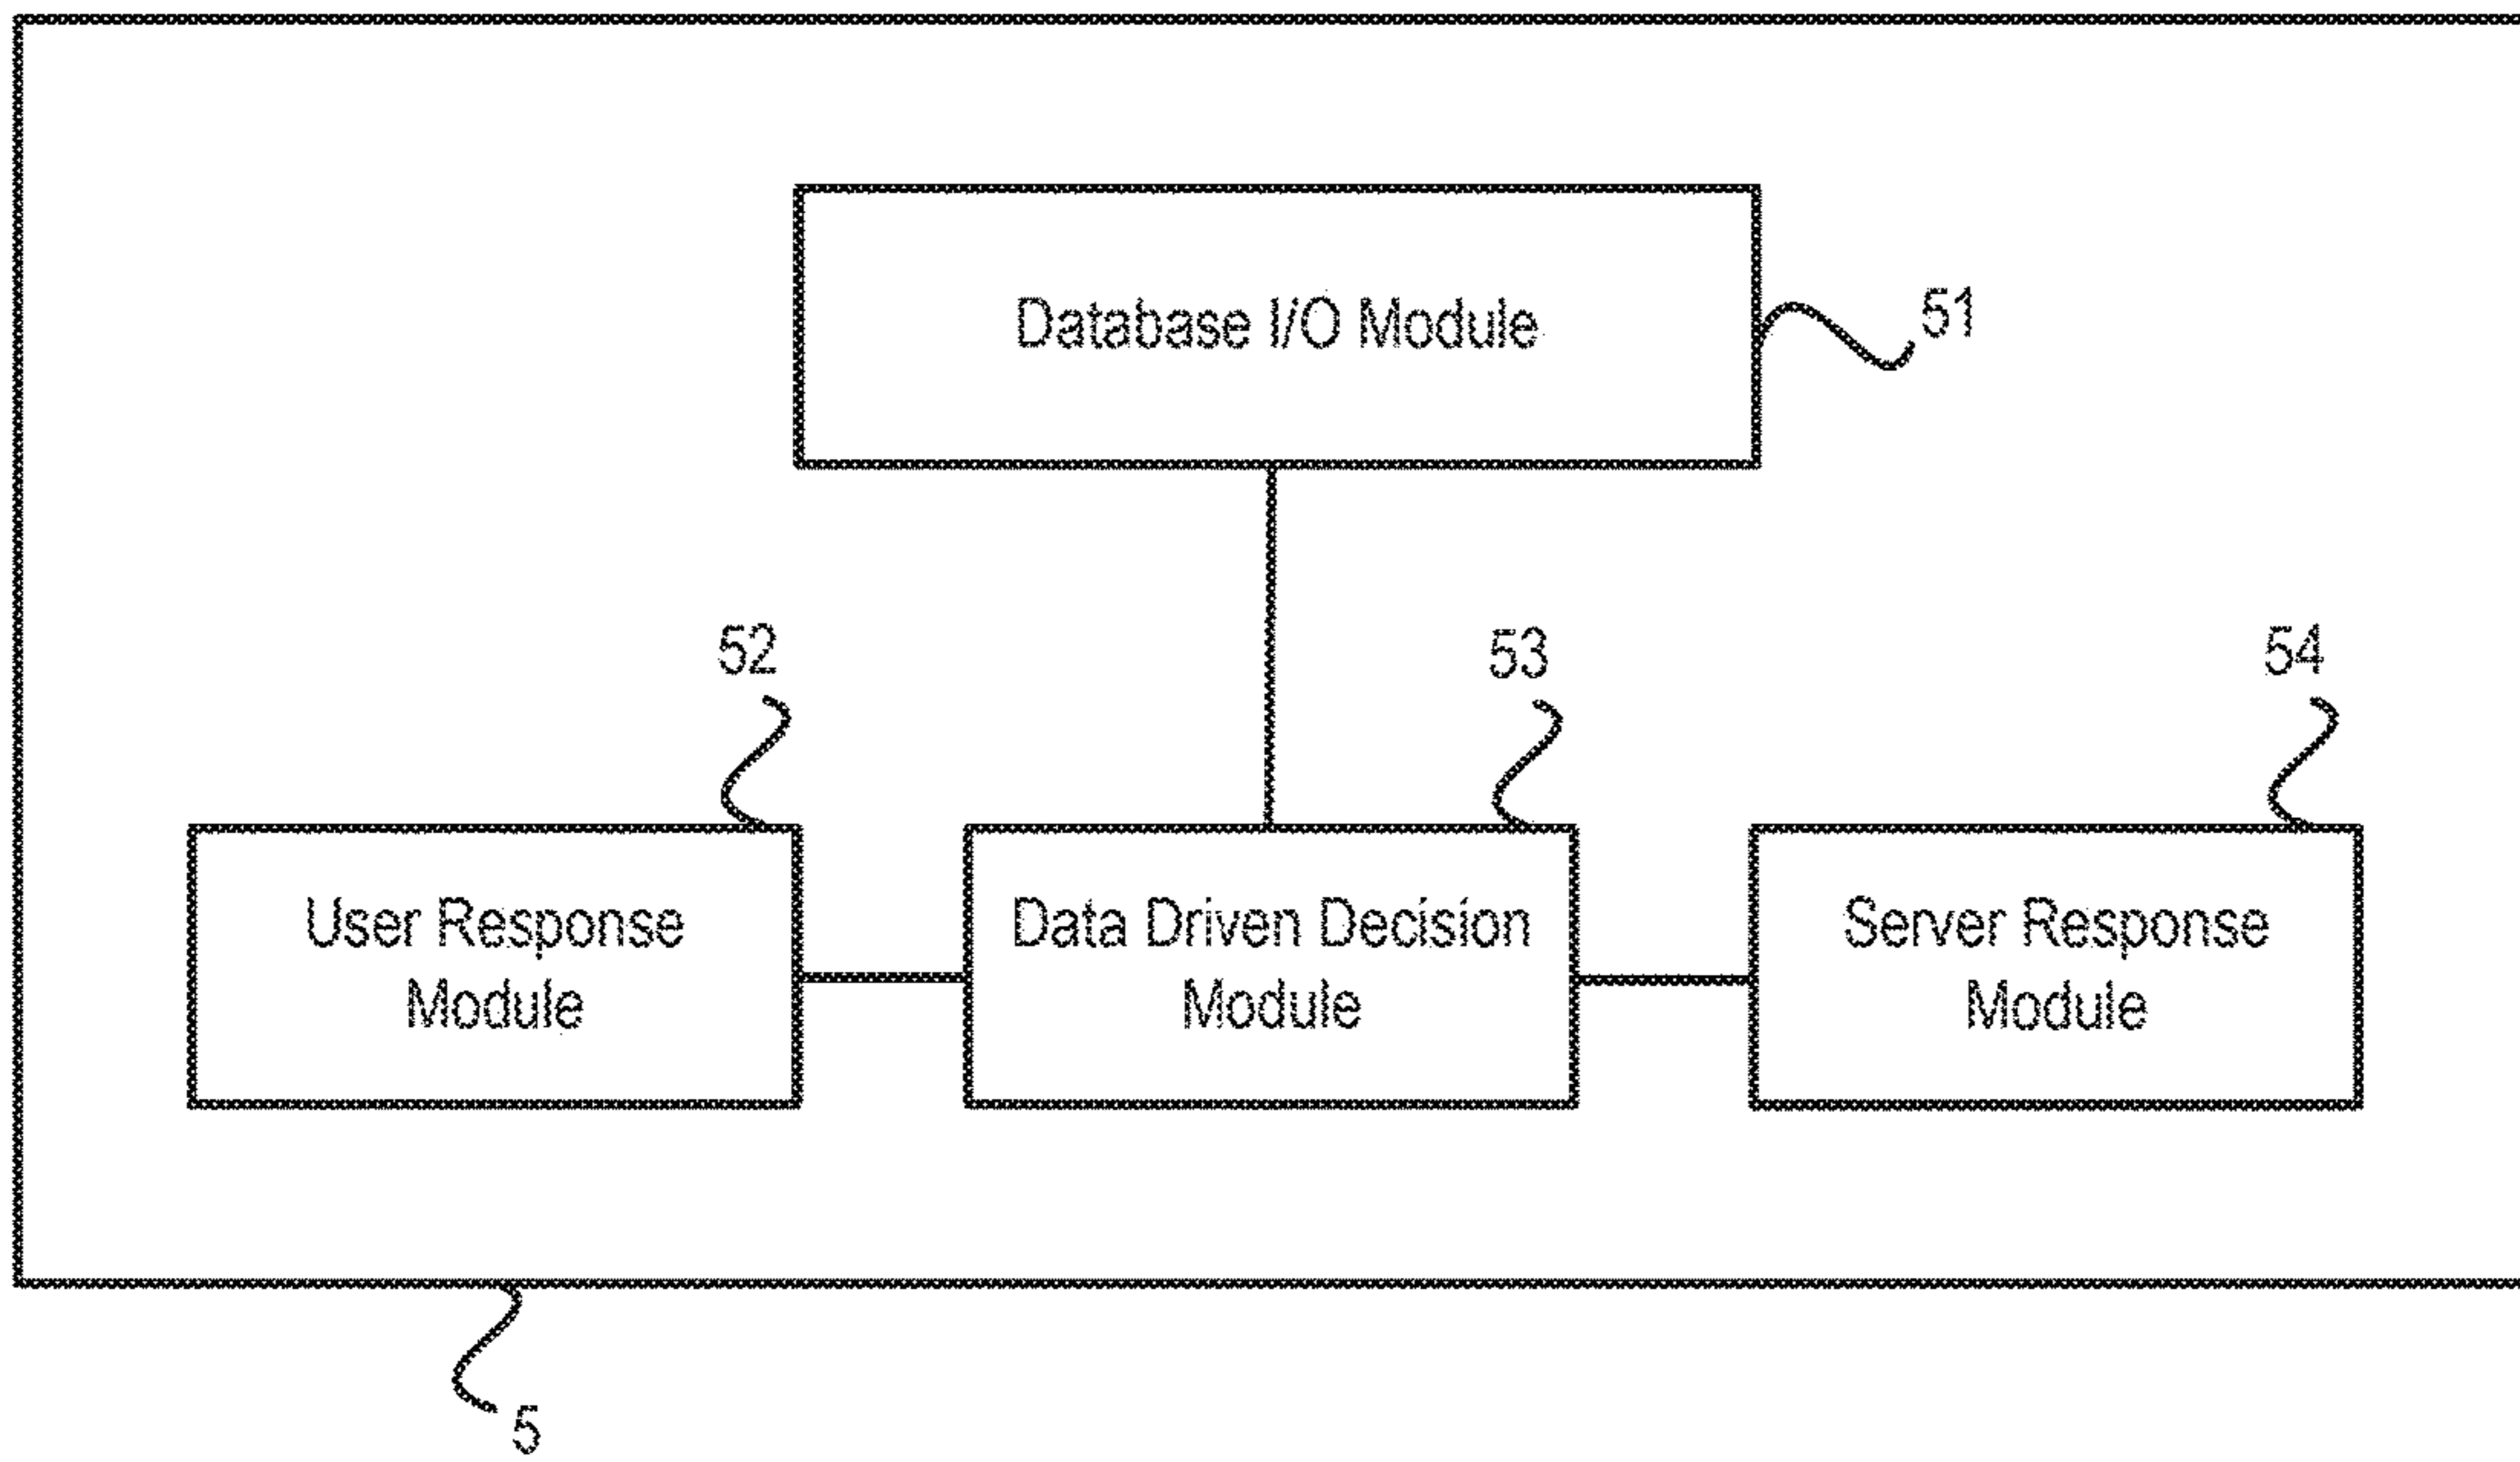 Database I/O Module
51
52
53
54
User Response
Module
Data Driven Decision
Module
Server Response
Module
5